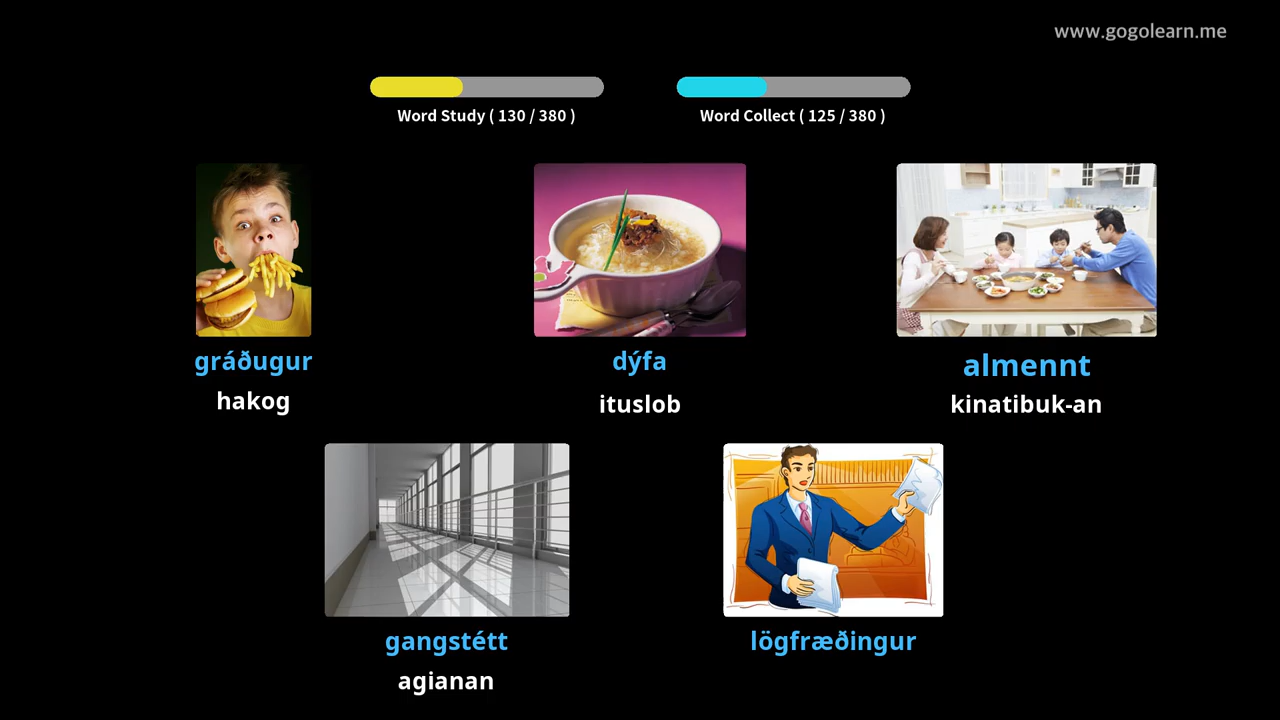 www.gogolearn.me
Word Study ( 130 / 380 )
Word Collect ( 125 / 380 )
gráðugur
hakog
dýfa
ituslob
almennt
kinatibuk-an
gangstétt
agianan
lögfræðingur